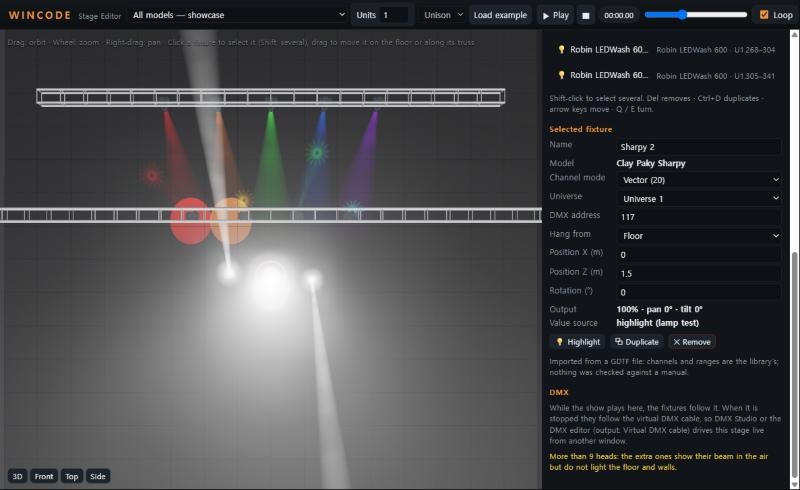 WINCODE Stage Editor All models — showcase Units 1 Unison Load example Play 00:00.00 Loop
Drag: orbit · Wheel: zoom · Right-drag: pan · Click a fixture to select it (Shift: several), drag to move it on the floor or along its truss
Robin LEDWash 60... Robin LEDWash 600 · U1.268–304
Robin LEDWash 60... Robin LEDWash 600 · U1.305–341
Shift-click to select several. Del removes · Ctrl+D duplicates ·
arrow keys move · Q / E turn.
Selected fixture
Name Sharpy 2
Model Clay Paky Sharpy
Channel mode Vector (20)
Universe Universe 1
DMX address 117
Hang from Floor
Position X (m) 0
Position Z (m) 1.5
Rotation (°) 0
Output 100% · pan 0° · tilt 0°
Value source highlight (lamp test)
Highlight Duplicate Remove
Imported from a GDTF file: channels and ranges are the library's;
nothing was checked against a manual.
DMX
While the show plays here, the fixtures follow it. When it is
stopped they follow the virtual DMX cable, so DMX Studio or the
DMX editor (output: Virtual DMX cable) drives this stage live
from another window.
More than 9 heads: the extra ones show their beam in the air
but do not light the floor and walls.
3D Front Top Side